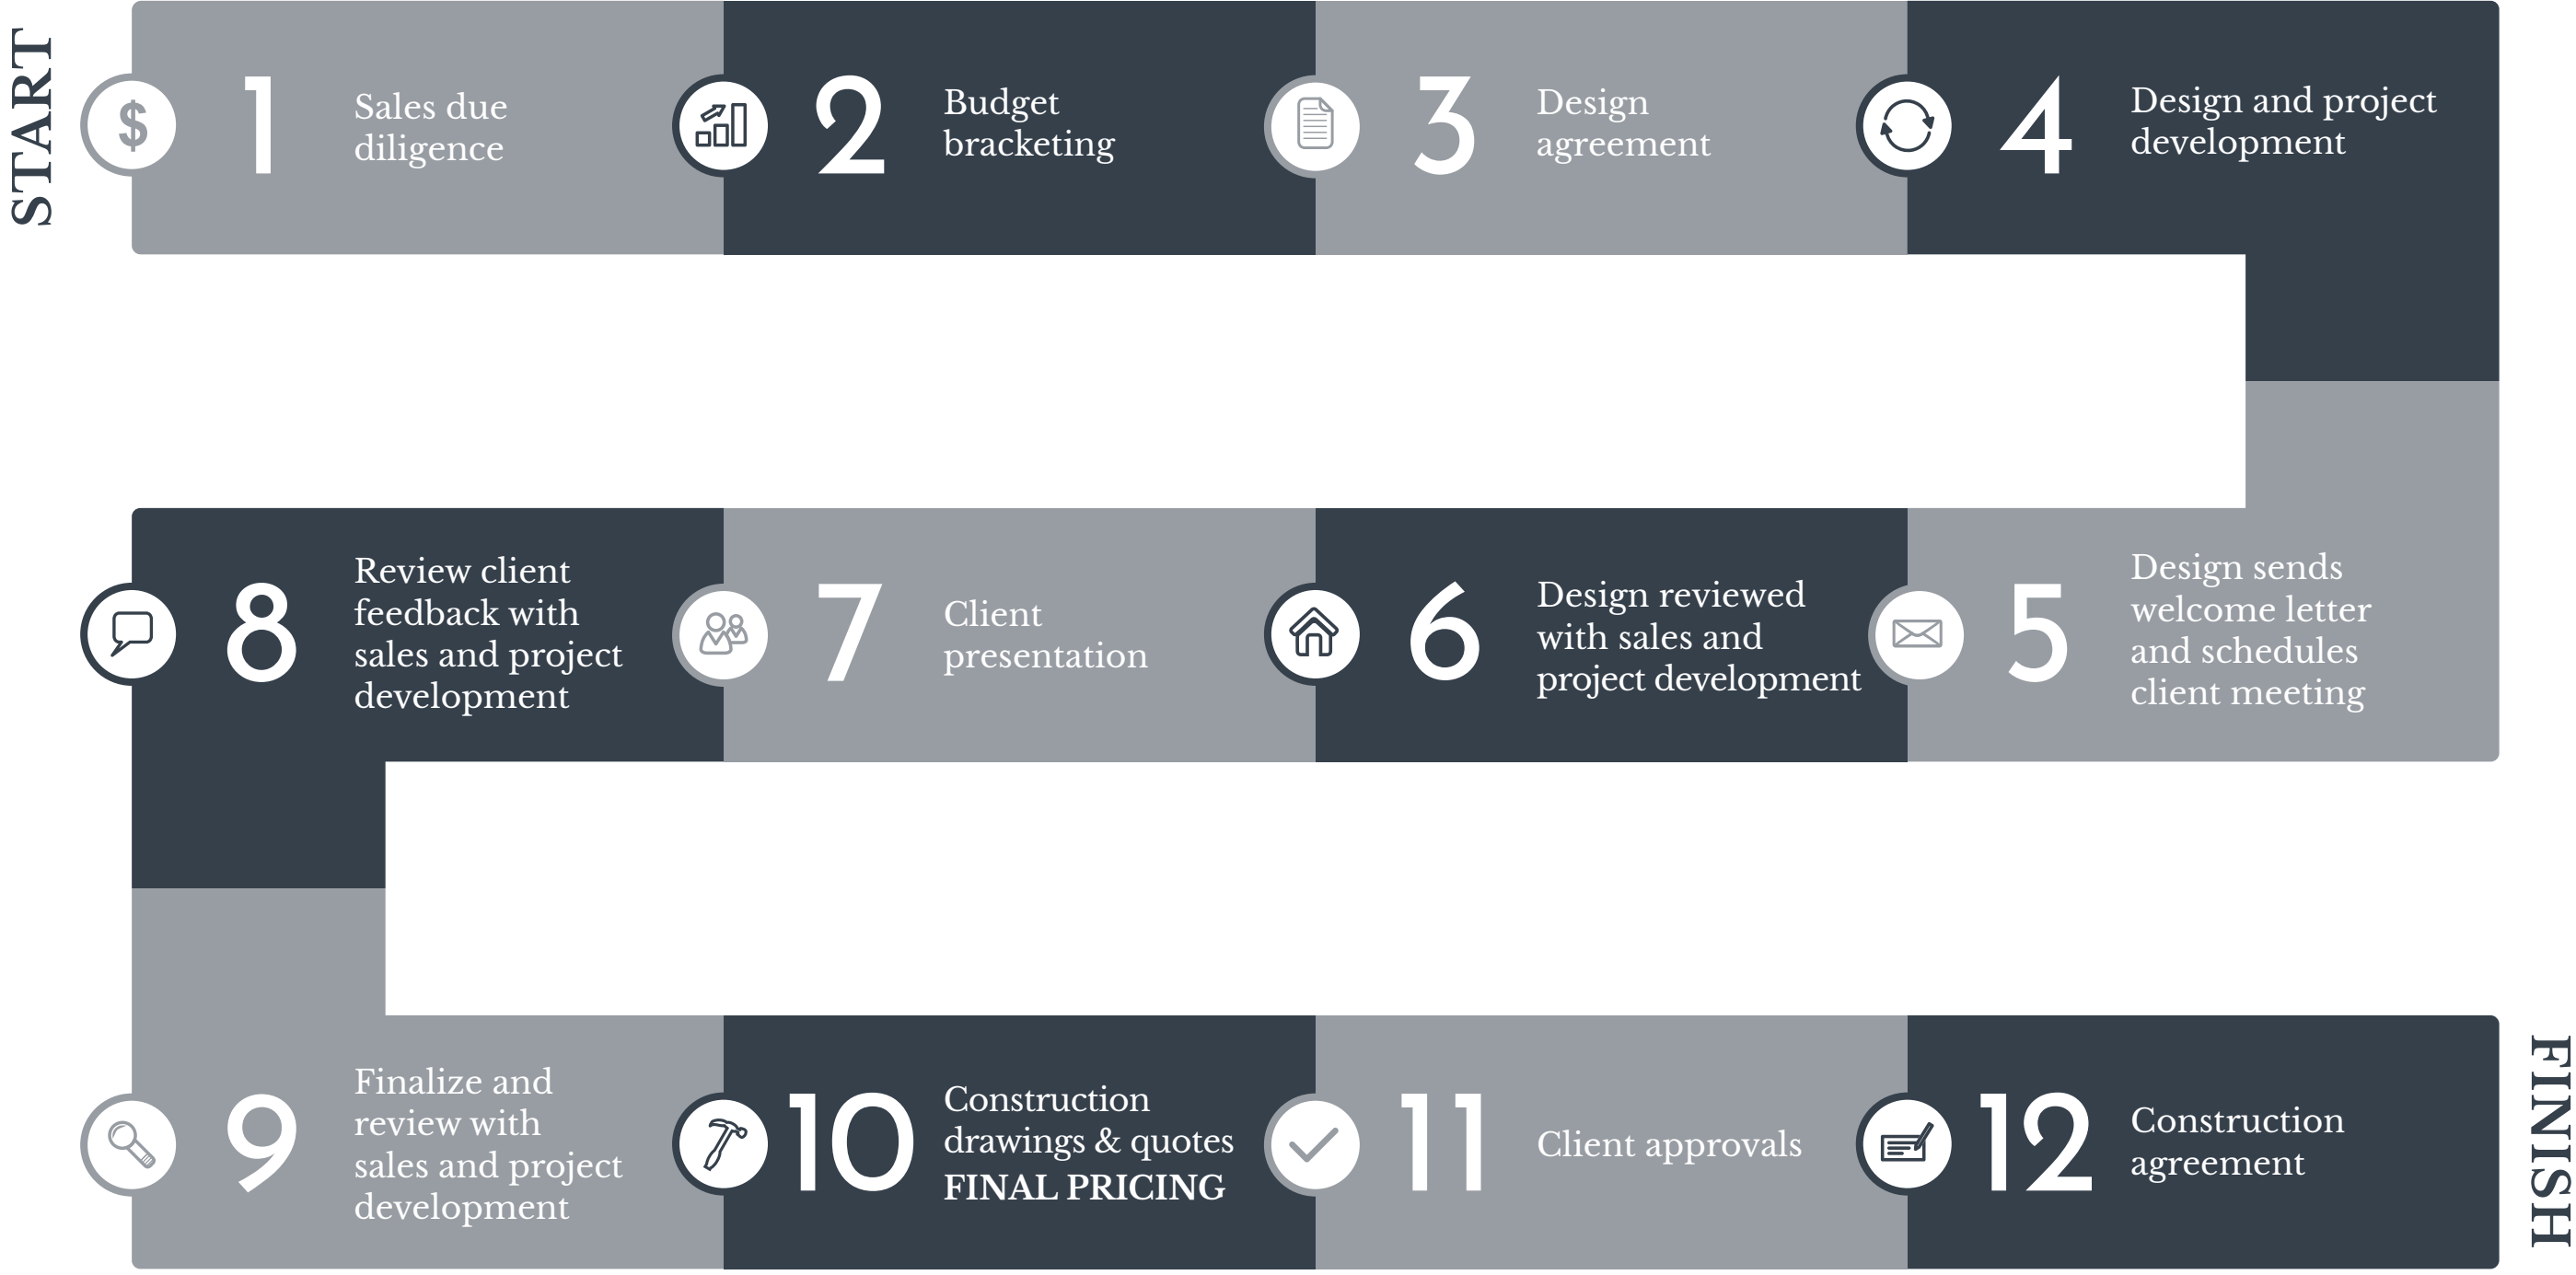 START
$
1
Sales due
diligence
2
Budget
bracketing
3
Design
agreement
4
Design and project
development
5
Design sends
welcome letter
and schedules
client meeting
6
Design reviewed
with sales and
project development
7
Client
presentation
8
Review client
feedback with
sales and project
development
9
Finalize and
review with
sales and project
development
10
Construction
drawings & quotes
FINAL PRICING
11
Client approvals
12
Construction
agreement
FINISH